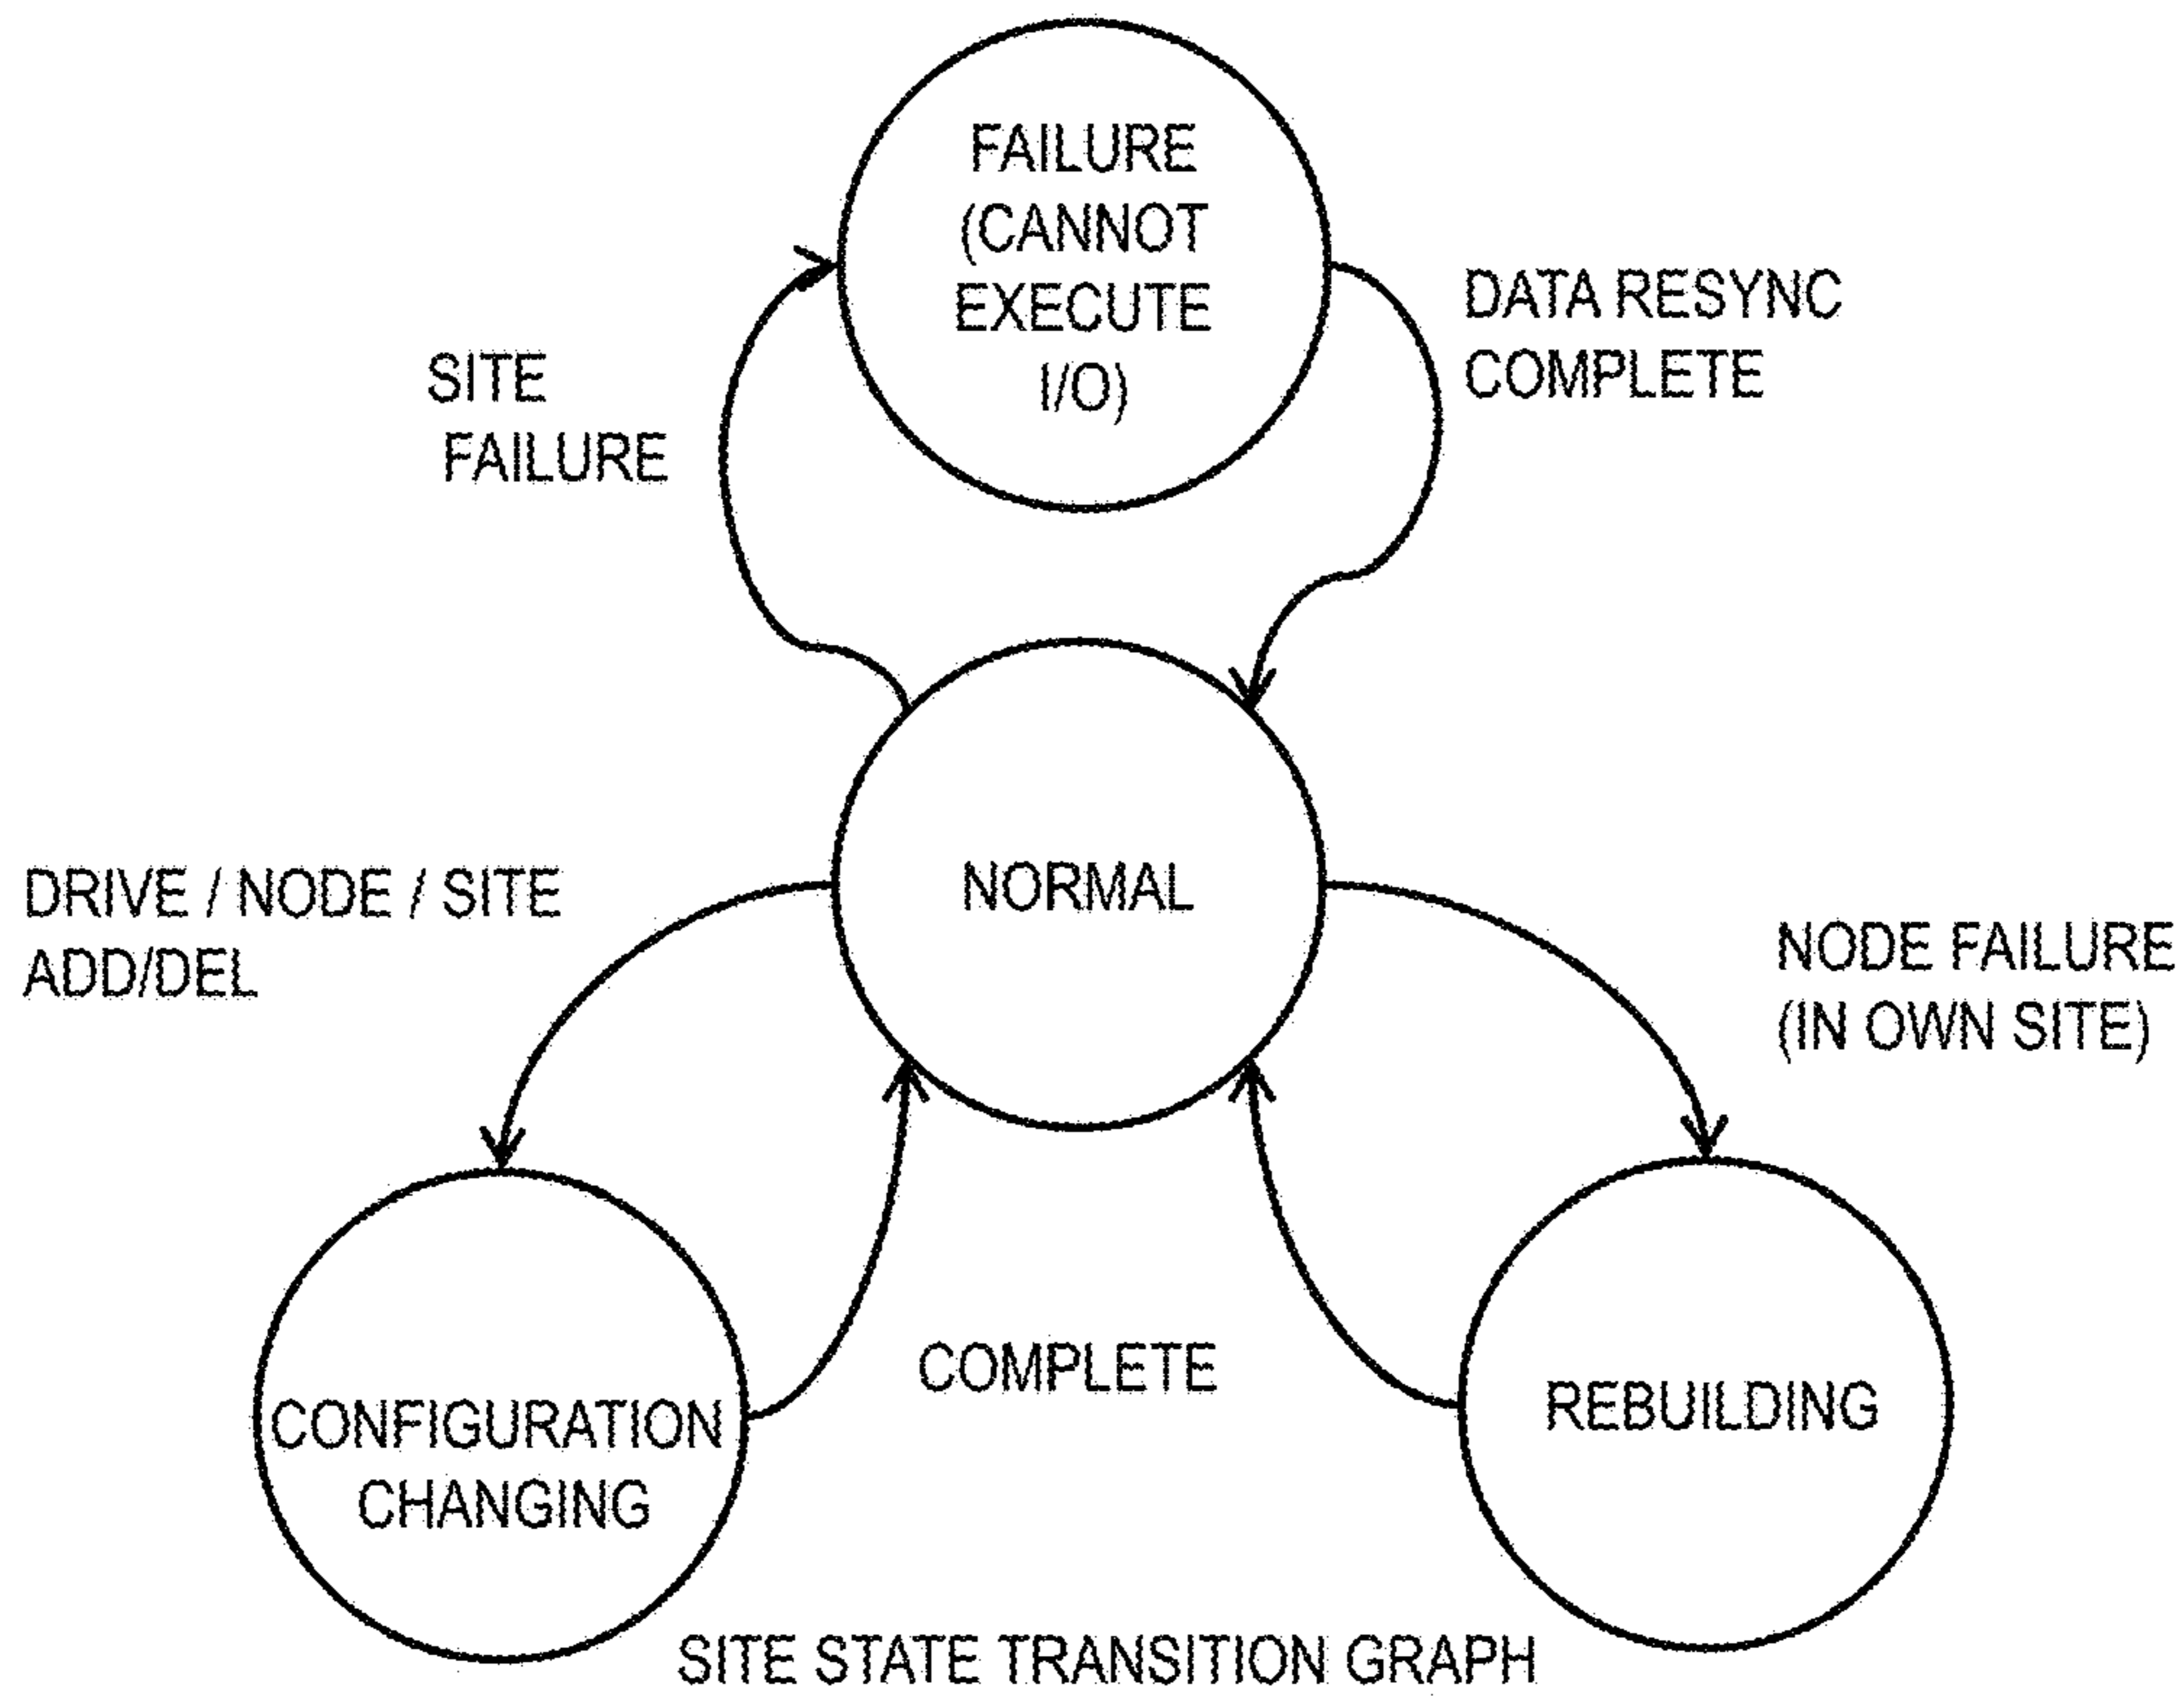 FAILURE
(CANNOT
EXECUTE
I/O)
DATA RESYNC
COMPLETE
SITE
FAILURE
NORMAL
DRIVE / NODE / SITE
ADD/DEL
NODE FAILURE
(IN OWN SITE)
COMPLETE
CONFIGURATION
CHANGING
REBUILDING
SITE STATE TRANSITION GRAPH